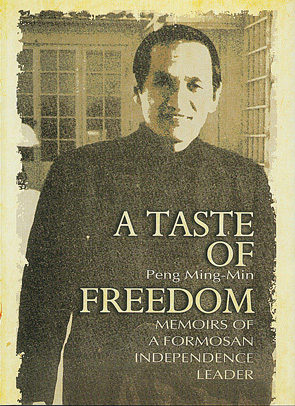 A TASTE
OF
Peng Ming-Min
FREEDOM
MEMOIRS OF
A FORMOSAN
INDEPENDENCE
LEADER